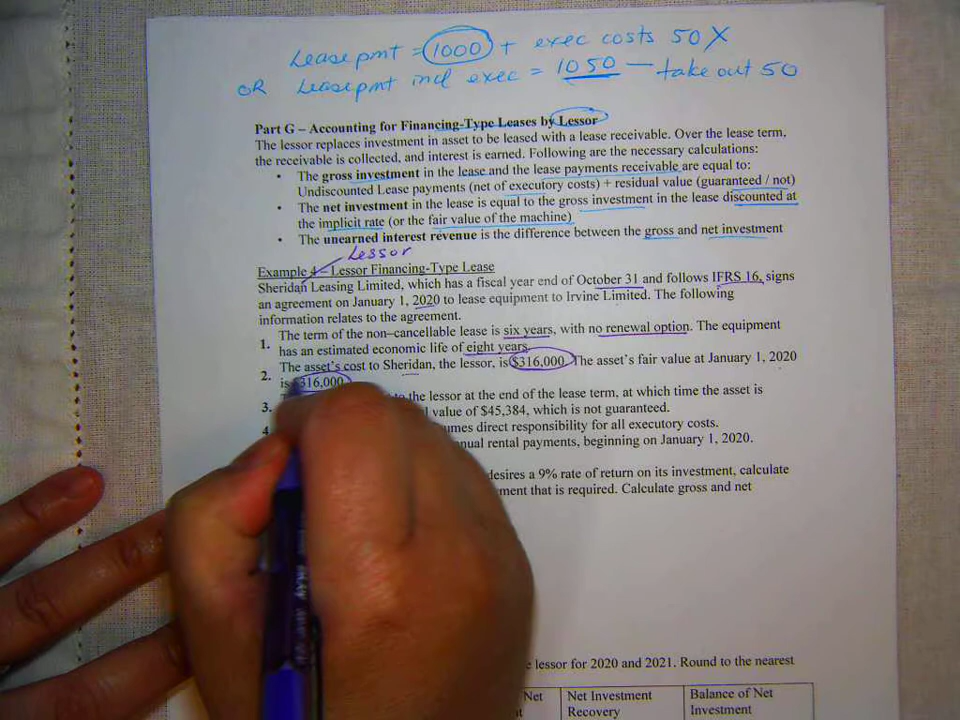 Lease pmt = 1000 + exec costs 50 X
OR Lease pmt incl exec = 1050 — take out 50
Part G – Accounting for Financing-Type Leases by Lessor
The lessor replaces investment in asset to be leased with a lease receivable. Over the lease term,
the receivable is collected, and interest is earned. Following are the necessary calculations:
• The gross investment in the lease and the lease payments receivable are equal to:
Undiscounted Lease payments (net of executory costs) + residual value (guaranteed / not)
• The net investment in the lease is equal to the gross investment in the lease discounted at
the implicit rate (or the fair value of the machine)
• The unearned interest revenue is the difference between the gross and net investment
Lessor
Example 4 – Lessor Financing-Type Lease
Sheridan Leasing Limited, which has a fiscal year end of October 31 and follows IFRS 16, signs
an agreement on January 1, 2020 to lease equipment to Irvine Limited. The following
information relates to the agreement.
1. The term of the non-cancellable lease is six years, with no renewal option. The equipment
has an estimated economic life of eight years.
2. The asset's cost to Sheridan, the lessor, is $316,000. The asset's fair value at January 1, 2020
is $316,000
3. to the lessor at the end of the lease term, at which time the asset is
value of $45,384, which is not guaranteed.
4 direct responsibility for all executory costs.
rental payments, beginning on January 1, 2020.
desires a 9% rate of return on its investment, calculate
that is required. Calculate gross and net
lessor for 2020 and 2021. Round to the nearest
Net Net Investment Balance of Net
Recovery Investment